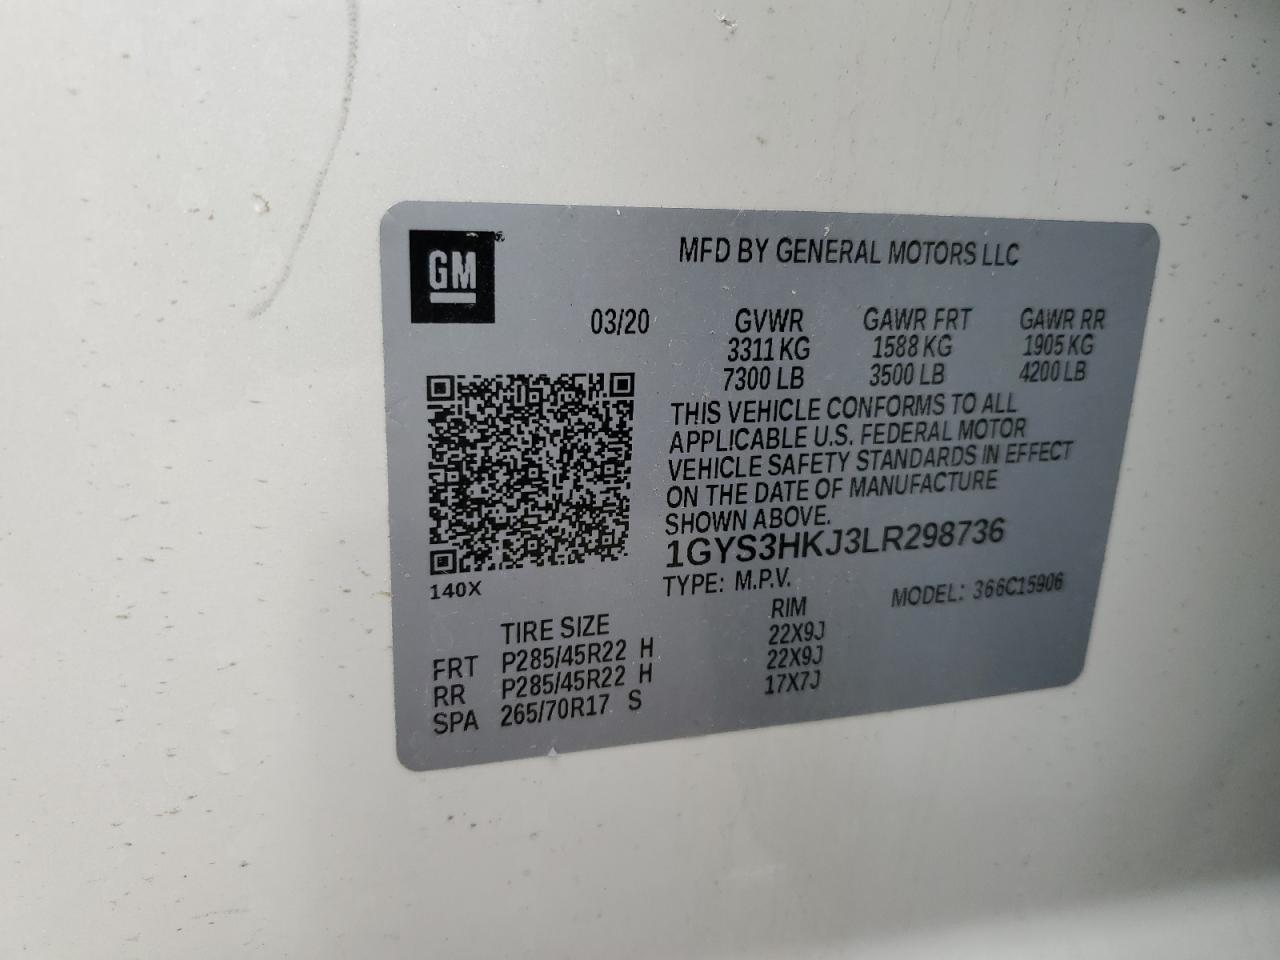 GM
MFD BY GENERAL MOTORS LLC
03/20 GVWR GAWR FRT GAWR RR
3311 KG 1588 KG 1905 KG
7300 LB 3500 LB 4200 LB
THIS VEHICLE CONFORMS TO ALL
APPLICABLE U.S. FEDERAL MOTOR
VEHICLE SAFETY STANDARDS IN EFFECT
ON THE DATE OF MANUFACTURE
SHOWN ABOVE.
1GYS3HKJ3LR298736
140X
TYPE: M.P.V. MODEL: 366C15906
TIRE SIZE RIM
FRT P285/45R22 H 22X9J
RR P285/45R22 H 22X9J
SPA 265/70R17 S 17X7J